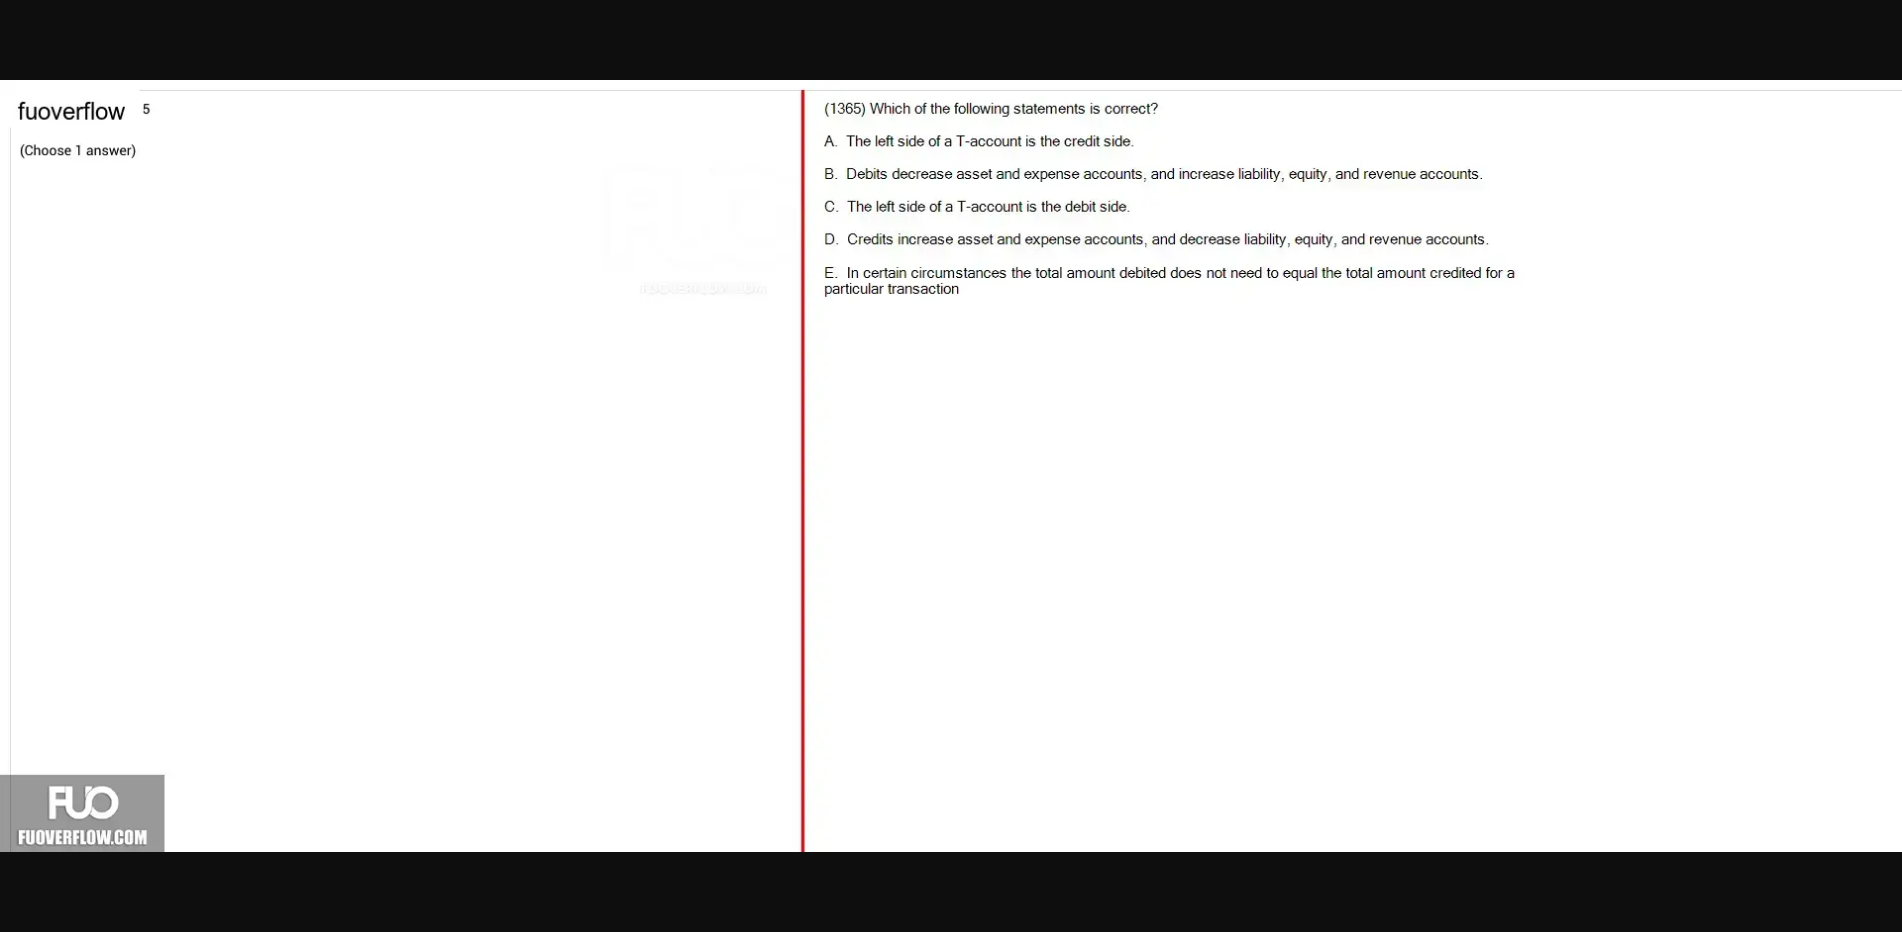 fuoverflow 5
(Choose 1 answer)
(1365) Which of the following statements is correct?
A. The left side of a T-account is the credit side.
B. Debits decrease asset and expense accounts, and increase liability, equity, and revenue accounts.
C. The left side of a T-account is the debit side.
D. Credits increase asset and expense accounts, and decrease liability, equity, and revenue accounts.
E. In certain circumstances the total amount debited does not need to equal the total amount credited for a
particular transaction
FUO
FUOVERFLOW.COM